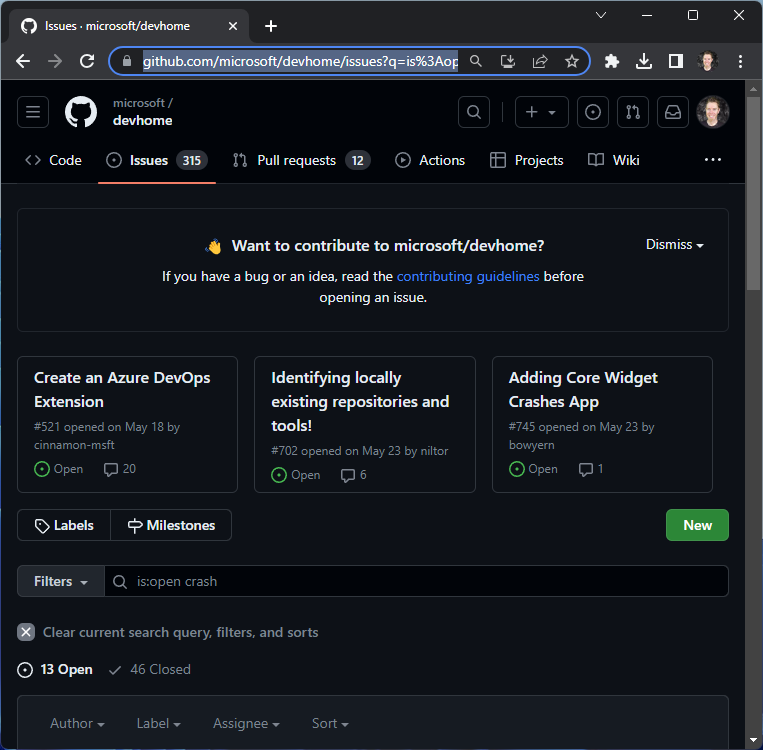 Issues · microsoft/devhome
github.com/microsoft/devhome/issues?q=is%3Aop
microsoft /
devhome
Code Issues 315 Pull requests 12 Actions Projects Wiki
👋 Want to contribute to microsoft/devhome?
Dismiss
If you have a bug or an idea, read the contributing guidelines before
opening an issue.
Create an Azure DevOps
Extension
#521 opened on May 18 by
cinnamon-msft
Open 20
Identifying locally
existing repositories and
tools!
#702 opened on May 23 by niltor
Open 6
Adding Core Widget
Crashes App
#745 opened on May 23 by
bowyern
Open 1
Labels Milestones New
Filters is:open crash
Clear current search query, filters, and sorts
13 Open 46 Closed
Author Label Assignee Sort